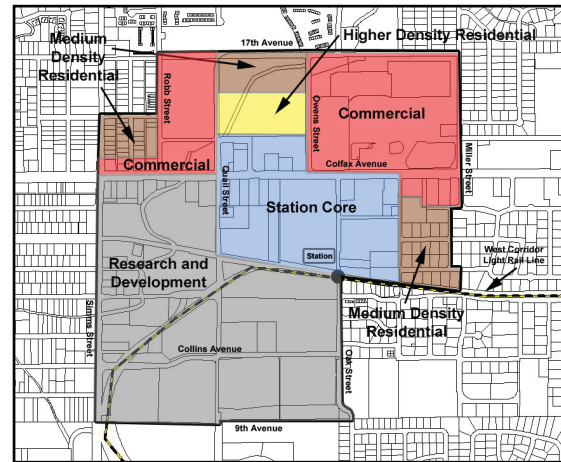 17th Avenue
Medium
Density
Residential
Higher Density Residential
Robb Street
Owens Street
Commercial
Commercial
Colfax Avenue
Miller Street
Quail Street
Station Core
Station
West Corridor
Light Rail Line
Research and
Development
Medium Density
Residential
Simms Street
Collins Avenue
Oak Street
9th Avenue